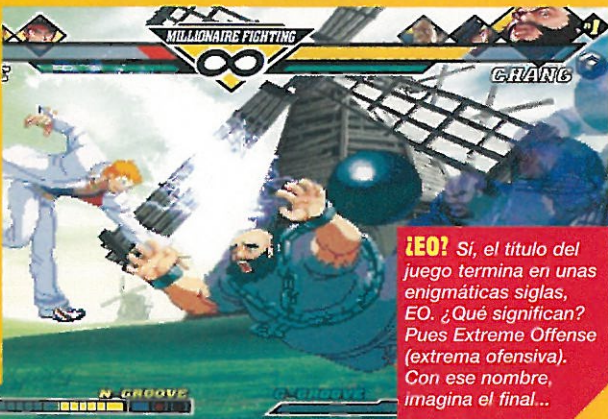 MILLIONAIRE FIGHTING
CHANG
¿EO? Sí, el título del
juego termina en unas
enigmáticas siglas,
EO. ¿Qué significan?
Pues Extreme Offense
(extrema ofensiva).
Con ese nombre,
imagina el final...
N-GROOVE